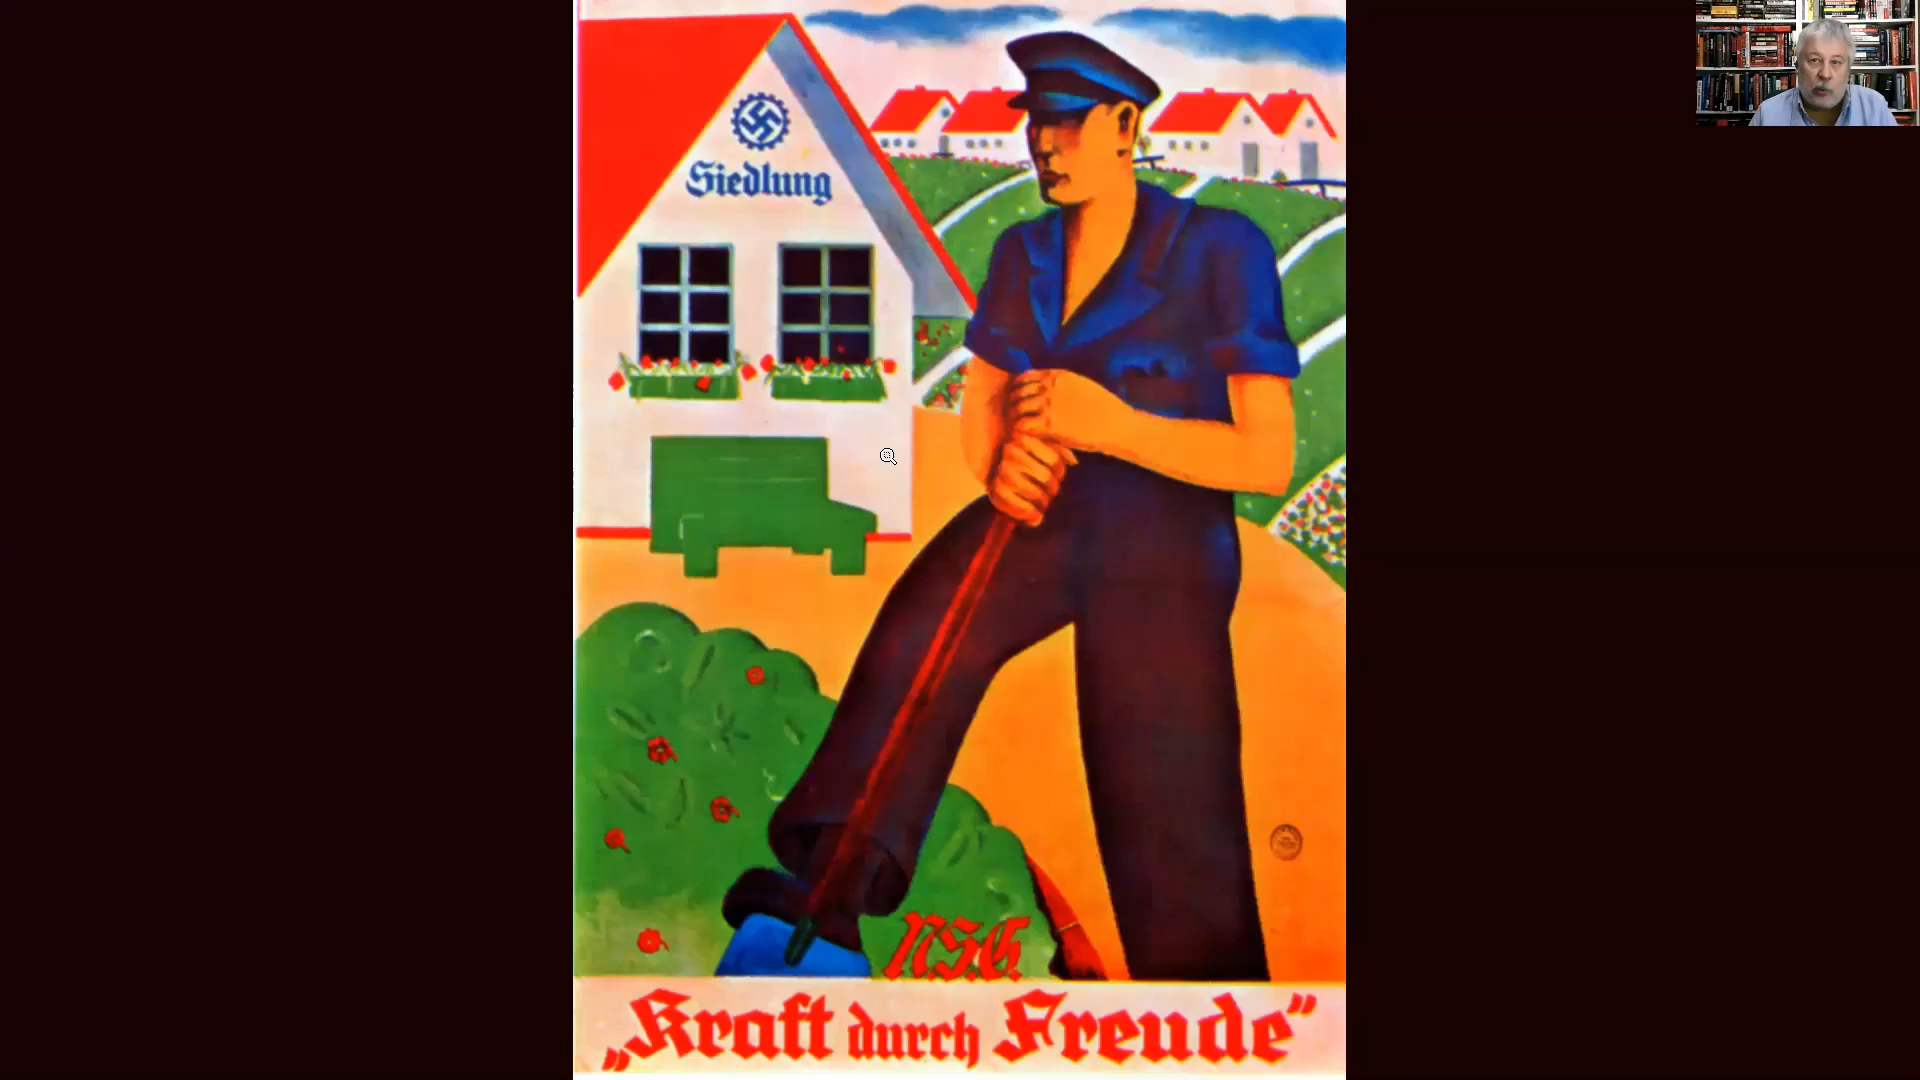 Siedlung
N.S.G.
„Kraft durch Freude”